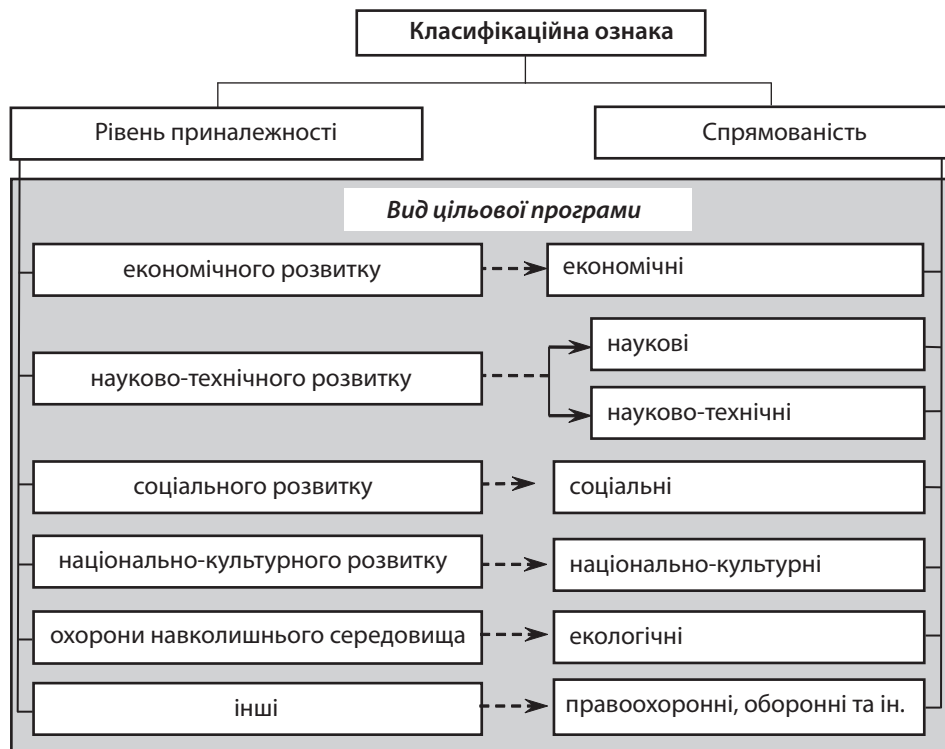 Класифікаційна ознака
Рівень приналежності
Спрямованість
Вид цільової програми
економічного розвитку
економічні
науково-технічного розвитку
наукові
науково-технічні
соціального розвитку
соціальні
національно-культурного розвитку
національно-культурні
охорони навколишнього середовища
екологічні
інші
правоохоронні, оборонні та ін.